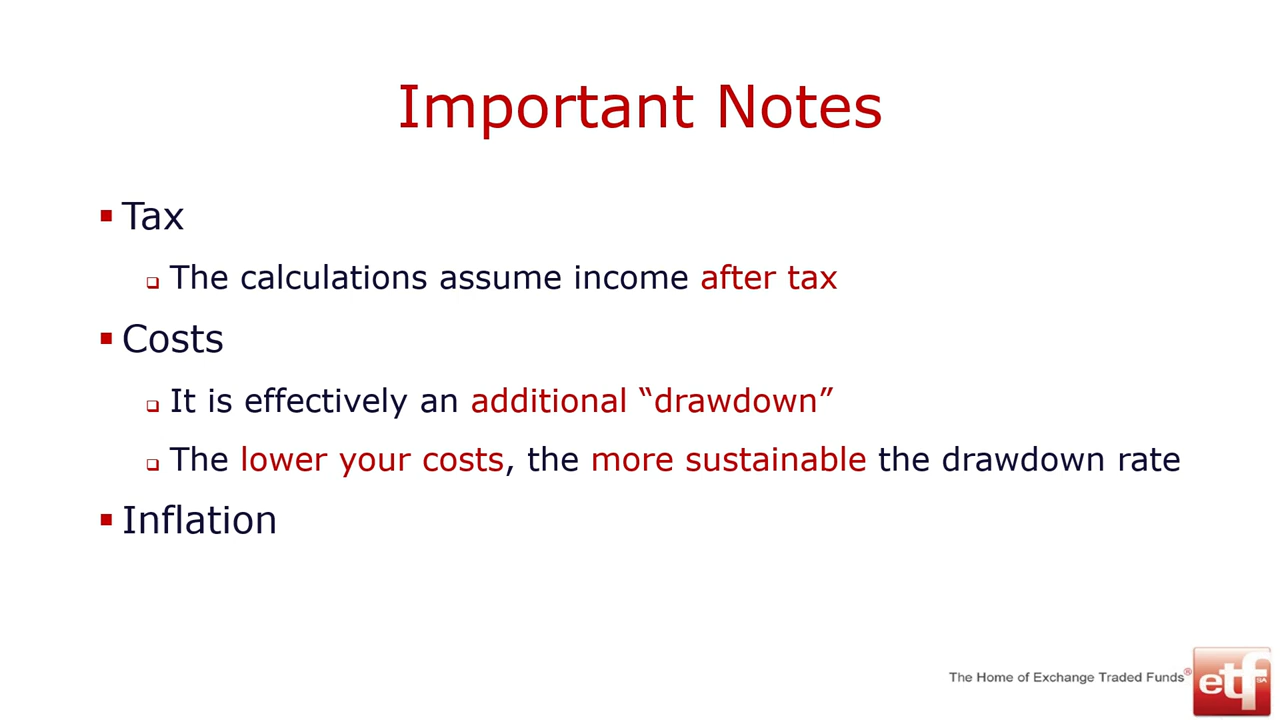 Important Notes
Tax
The calculations assume income after tax
Costs
It is effectively an additional “drawdown”
The lower your costs, the more sustainable the drawdown rate
Inflation
The Home of Exchange Traded Funds®
etf
SA